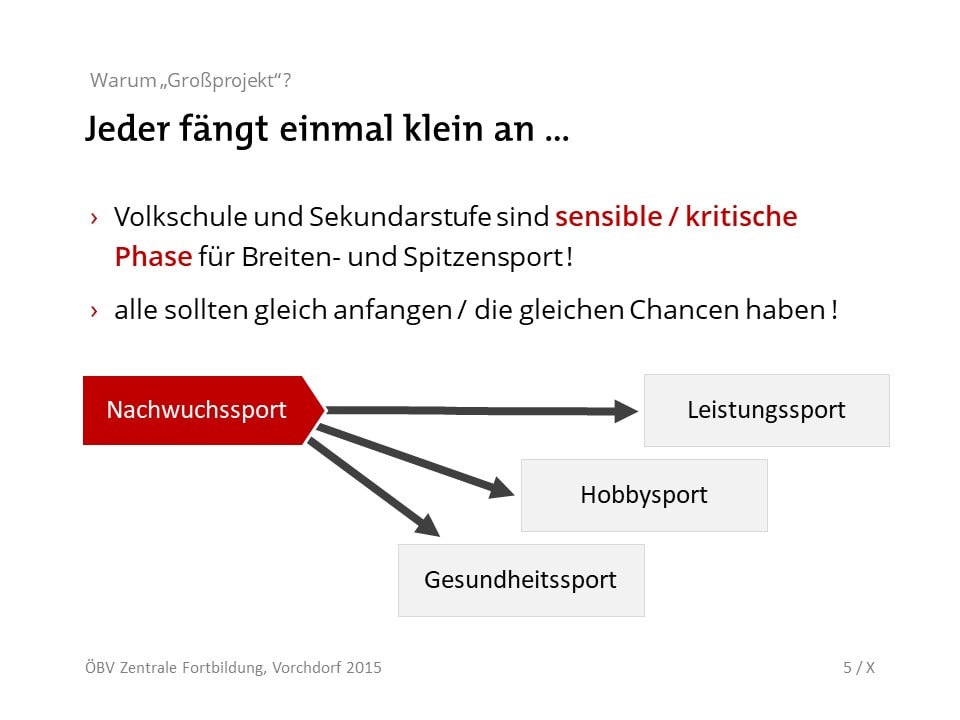 Warum „Großprojekt“?
Jeder fängt einmal klein an ...
› Volkschule und Sekundarstufe sind sensible / kritische
Phase für Breiten- und Spitzensport !
› alle sollten gleich anfangen / die gleichen Chancen haben !
Nachwuchssport
Leistungssport
Hobbysport
Gesundheitssport
ÖBV Zentrale Fortbildung, Vorchdorf 2015
5 / X